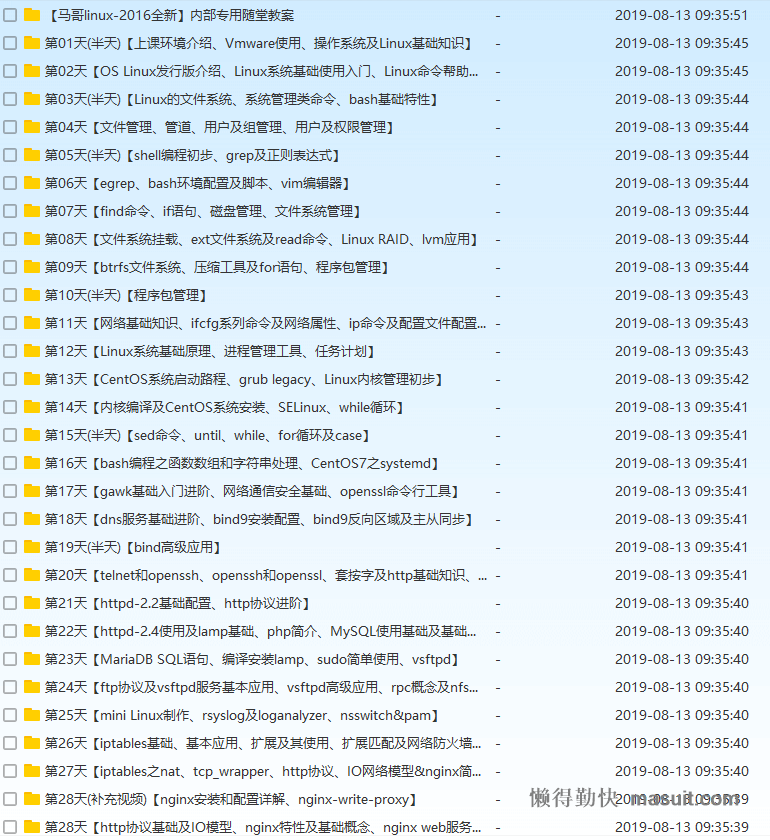 【马哥linux-2016全新】内部专用随堂教案 - 2019-08-13 09:35:51
第01天(半天)【上课环境介绍、Vmware使用、操作系统及Linux基础知识】 - 2019-08-13 09:35:45
第02天【OS Linux发行版介绍、Linux系统基础使用入门、Linux命令帮助... - 2019-08-13 09:35:45
第03天(半天)【Linux的文件系统、系统管理类命令、bash基础特性】 - 2019-08-13 09:35:44
第04天【文件管理、管道、用户及组管理、用户及权限管理】 - 2019-08-13 09:35:44
第05天(半天)【shell编程初步、grep及正则表达式】 - 2019-08-13 09:35:44
第06天【egrep、bash环境配置及脚本、vim编辑器】 - 2019-08-13 09:35:44
第07天【find命令、if语句、磁盘管理、文件系统管理】 - 2019-08-13 09:35:44
第08天【文件系统挂载、ext文件系统及read命令、Linux RAID、lvm应用】 - 2019-08-13 09:35:44
第09天【btrfs文件系统、压缩工具及for语句、程序包管理】 - 2019-08-13 09:35:44
第10天(半天)【程序包管理】 - 2019-08-13 09:35:43
第11天【网络基础知识、ifcfg系列命令及网络属性、ip命令及配置文件配置... - 2019-08-13 09:35:43
第12天【Linux系统基础原理、进程管理工具、任务计划】 - 2019-08-13 09:35:43
第13天【CentOS系统启动路程、grub legacy、Linux内核管理初步】 - 2019-08-13 09:35:42
第14天【内核编译及CentOS系统安装、SELinux、while循环】 - 2019-08-13 09:35:41
第15天(半天)【sed命令、until、while、for循环及case】 - 2019-08-13 09:35:41
第16天【bash编程之函数数组和字符串处理、CentOS7之systemd】 - 2019-08-13 09:35:41
第17天【gawk基础入门进阶、网络通信安全基础、openssl命令行工具】 - 2019-08-13 09:35:41
第18天【dns服务基础进阶、bind9安装配置、bind9反向区域及主从同步】 - 2019-08-13 09:35:41
第19天(半天)【bind高级应用】 - 2019-08-13 09:35:41
第20天【telnet和openssh、openssh和openssl、套按字及http基础知识、... - 2019-08-13 09:35:41
第21天【httpd-2.2基础配置、http协议进阶】 - 2019-08-13 09:35:40
第22天【httpd-2.4使用及lamp基础、php简介、MySQL使用基础及基础... - 2019-08-13 09:35:40
第23天【MariaDB SQL语句、编译安装lamp、sudo简单使用、vsftpd】 - 2019-08-13 09:35:40
第24天【ftp协议及vsftpd服务基本应用、vsftpd高级应用、rpc概念及nfs... - 2019-08-13 09:35:40
第25天【mini Linux制作、rsyslog及loganalyzer、nsswitch&pam】 - 2019-08-13 09:35:40
第26天【iptables基础、基本应用、扩展及其使用、扩展匹配及网络防火墙... - 2019-08-13 09:35:40
第27天【iptables之nat、tcp_wrapper、http协议、IO网络模型&nginx简... - 2019-08-13 09:35:40
第28天(补充视频)【nginx安装和配置详解、nginx-write-proxy】 - 2019-08-13 09:35:39
懒得勤快 masuit.com
第28天【http协议基础及IO模型、nginx特性及基础概念、nginx web服务... - 2019-08-13 09:35:39